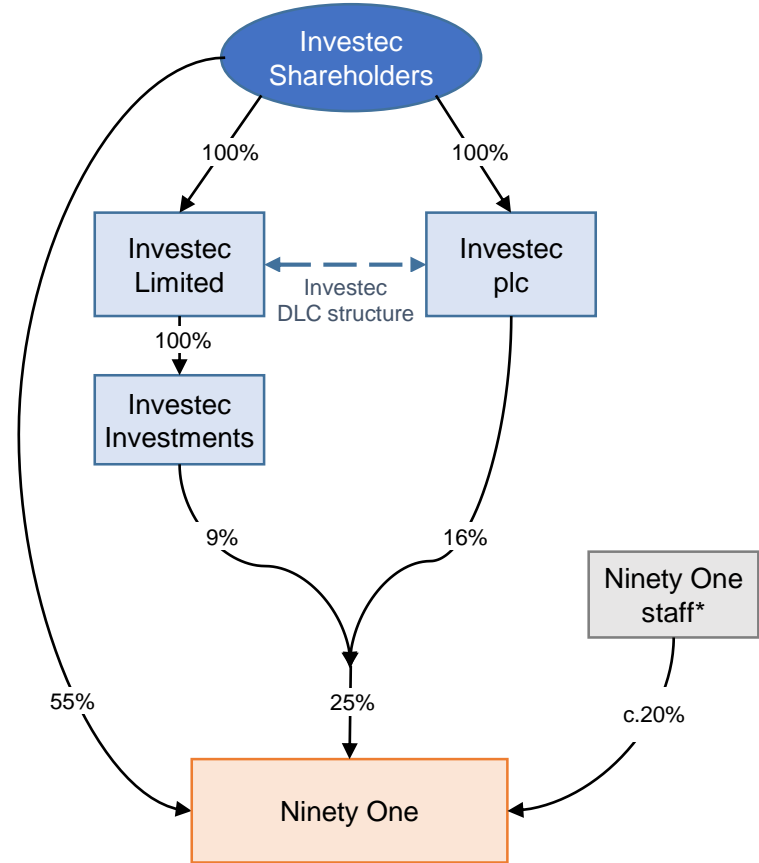 Investec
Shareholders
100%
100%
Investec
Limited
Investec
plc
Investec
DLC structure
100%
Investec
Investments
9%
16%
Ninety One
staff*
55%
25%
c.20%
Ninety One